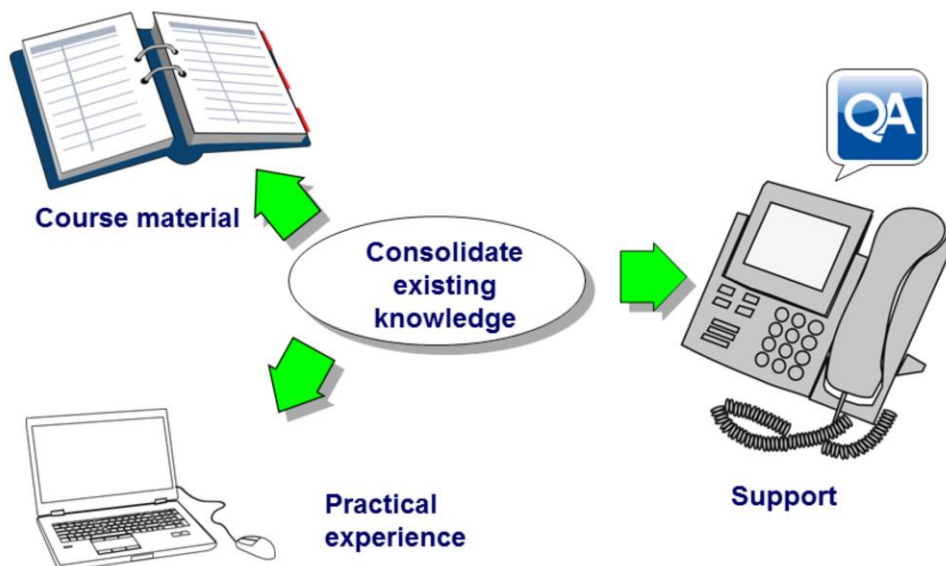 QA
Course material
Consolidate
existing
knowledge
Practical
experience
Support